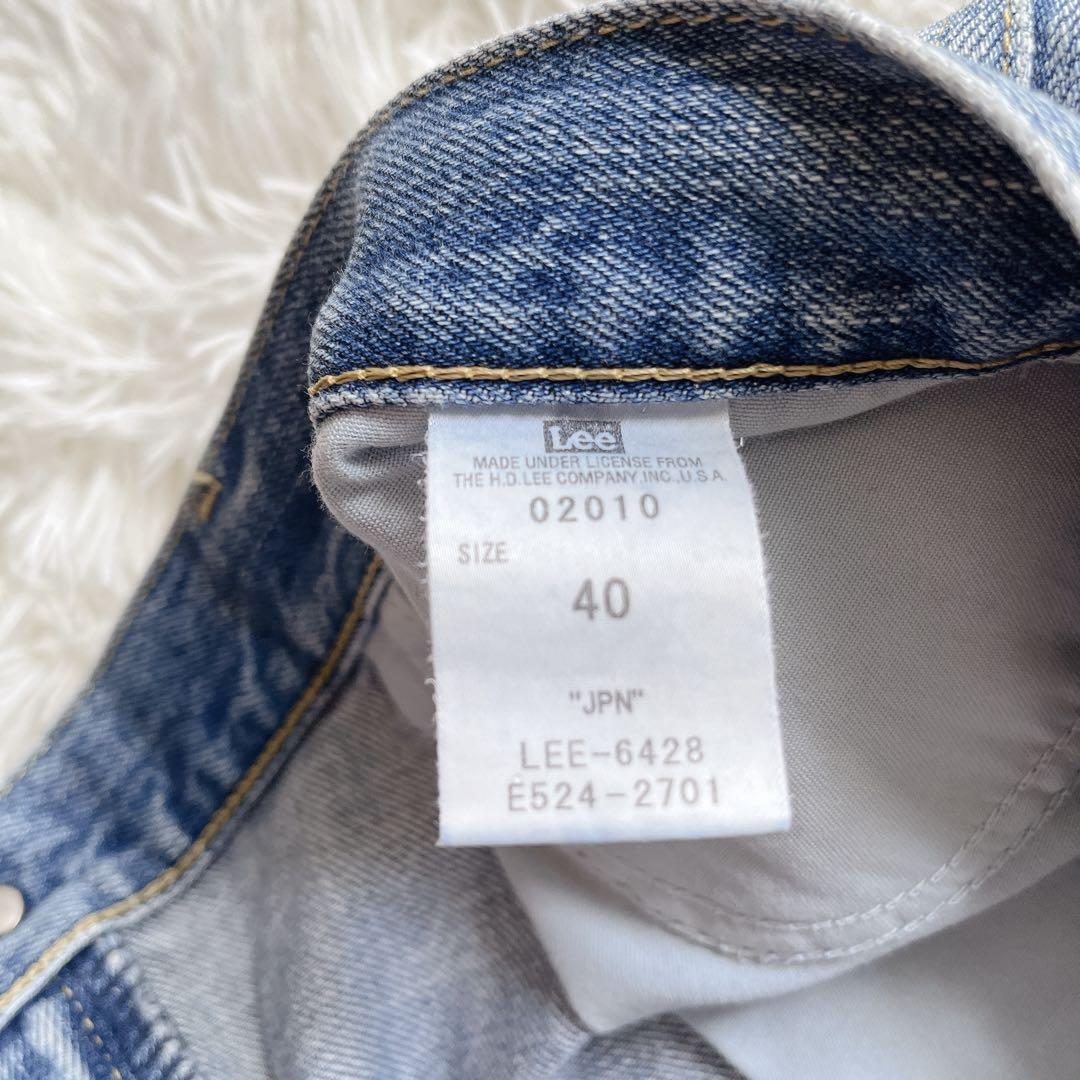 Lee
MADE UNDER LICENSE FROM
THE H.D.LEE COMPANY,INC.,U.S.A
02010
SIZE
40
"JPN"
LEE-6428
E524-2701